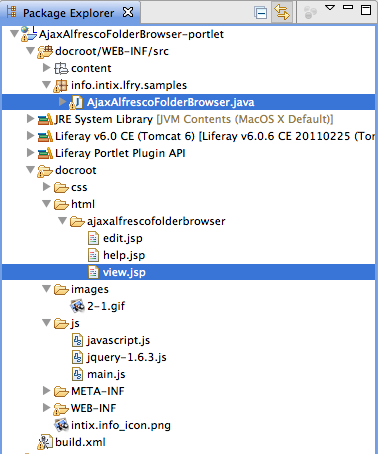 Package Explorer
AjaxAlfrescoFolderBrowser-portlet
docroot/WEB-INF/src
content
info.intix.lfry.samples
AjaxAlfrescoFolderBrowser.java
JRE System Library [JVM Contents (MacOS X Default)]
Liferay v6.0 CE (Tomcat 6) [Liferay v6.0.6 CE 20110225 (Tomcat
Liferay Portlet Plugin API
docroot
css
html
ajaxalfrescofolderbrowser
edit.jsp
help.jsp
view.jsp
images
2-1.gif
js
javascript.js
jquery-1.6.3.js
main.js
META-INF
WEB-INF
intix.info_icon.png
build.xml